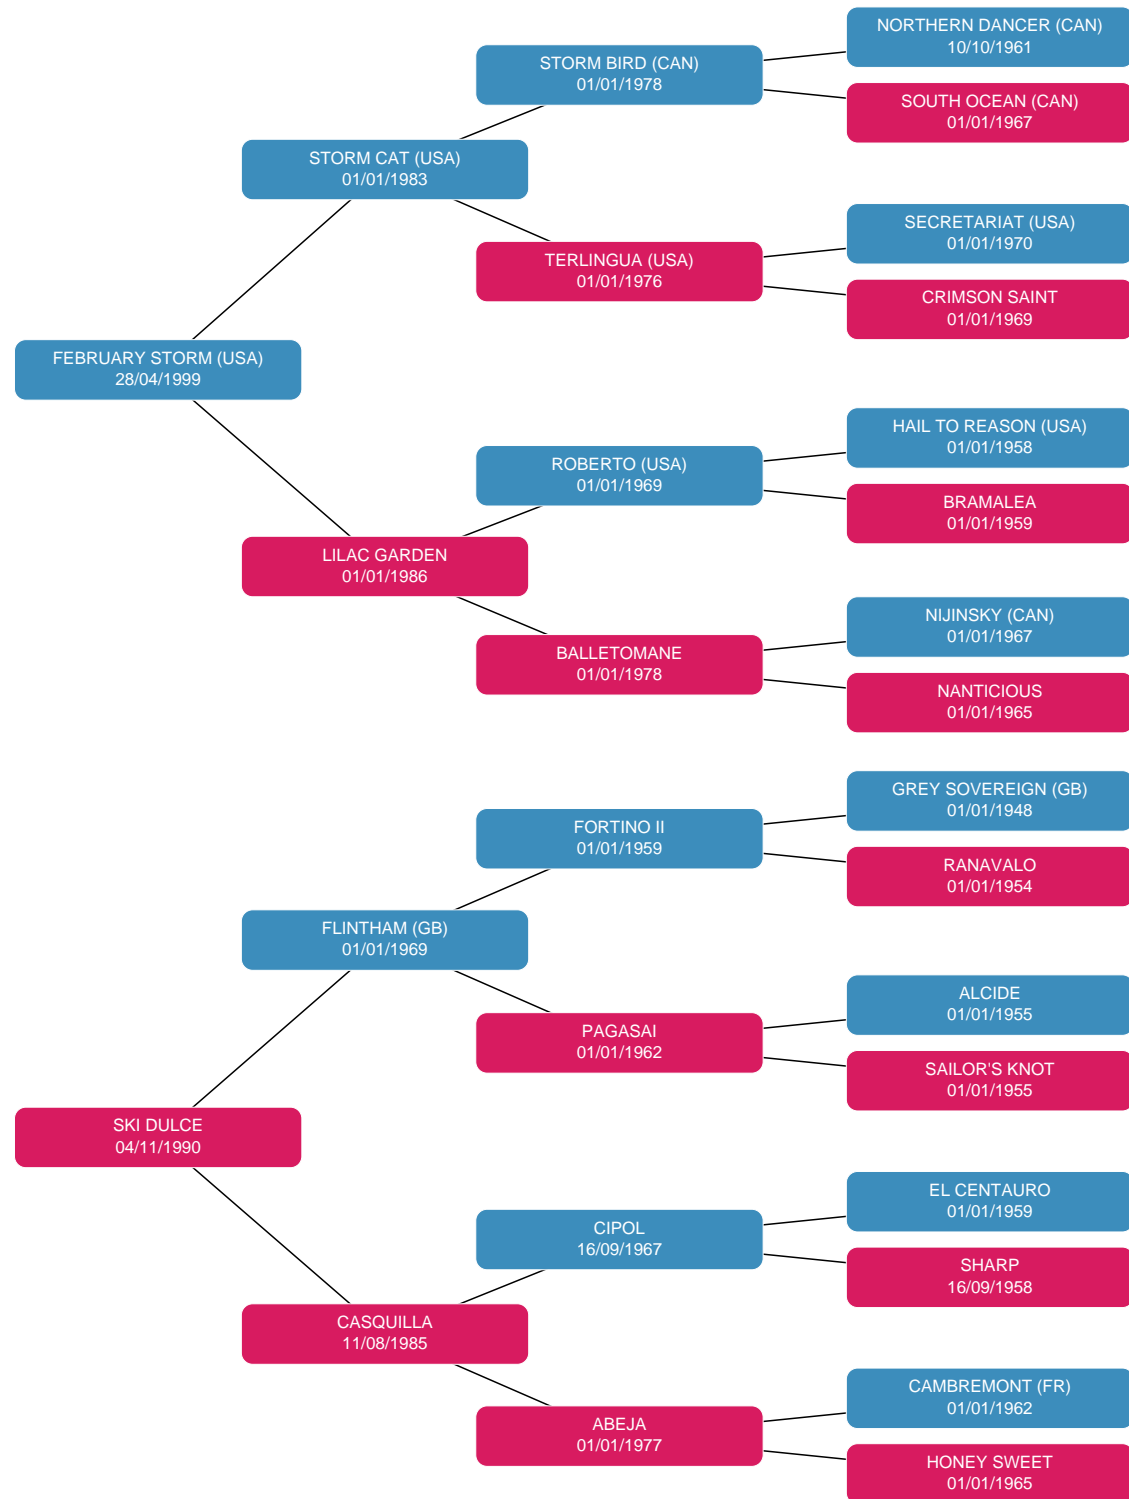 NORTHERN DANCER (CAN)
10/10/1961
STORM BIRD (CAN)
01/01/1978
SOUTH OCEAN (CAN)
01/01/1967
STORM CAT (USA)
01/01/1983
SECRETARIAT (USA)
01/01/1970
TERLINGUA (USA)
01/01/1976
CRIMSON SAINT
01/01/1969
FEBRUARY STORM (USA)
28/04/1999
HAIL TO REASON (USA)
01/01/1958
ROBERTO (USA)
01/01/1969
BRAMALEA
01/01/1959
LILAC GARDEN
01/01/1986
NIJINSKY (CAN)
01/01/1967
BALLETOMANE
01/01/1978
NANTICIOUS
01/01/1965
GREY SOVEREIGN (GB)
01/01/1948
FORTINO II
01/01/1959
RANAVALO
01/01/1954
FLINTHAM (GB)
01/01/1969
ALCIDE
01/01/1955
PAGASAI
01/01/1962
SAILOR'S KNOT
01/01/1955
SKI DULCE
04/11/1990
EL CENTAURO
01/01/1959
CIPOL
16/09/1967
SHARP
16/09/1958
CASQUILLA
11/08/1985
CAMBREMONT (FR)
01/01/1962
ABEJA
01/01/1977
HONEY SWEET
01/01/1965